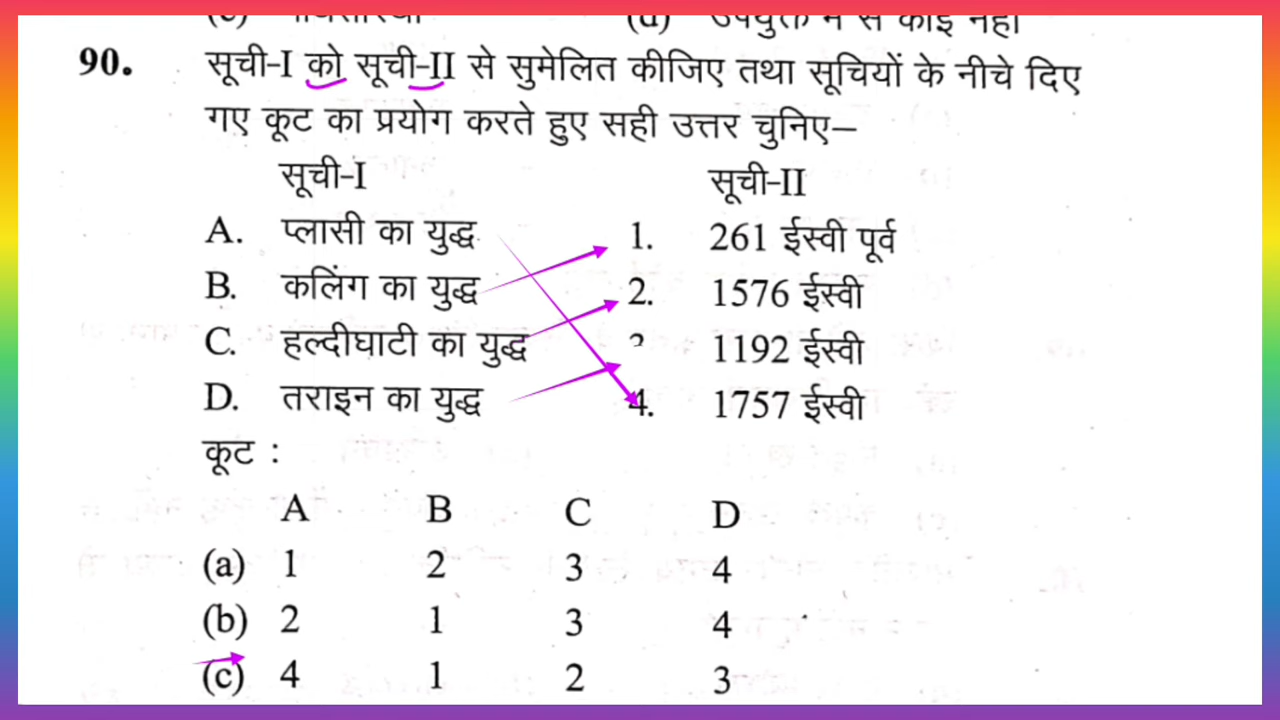 90. सूची-I को सूची-II से सुमेलित कीजिए तथा सूचियों के नीचे दिए
गए कूट का प्रयोग करते हुए सही उत्तर चुनिए–
सूची-I सूची-II
A. प्लासी का युद्ध 1. 261 ईस्वी पूर्व
B. कलिंग का युद्ध 2. 1576 ईस्वी
C. हल्दीघाटी का युद्ध 1192 ईस्वी
D. तराइन का युद्ध 4. 1757 ईस्वी
कूट :
A B C D
(a) 1 2 3 4
(b) 2 1 3 4
(c) 4 1 2 3